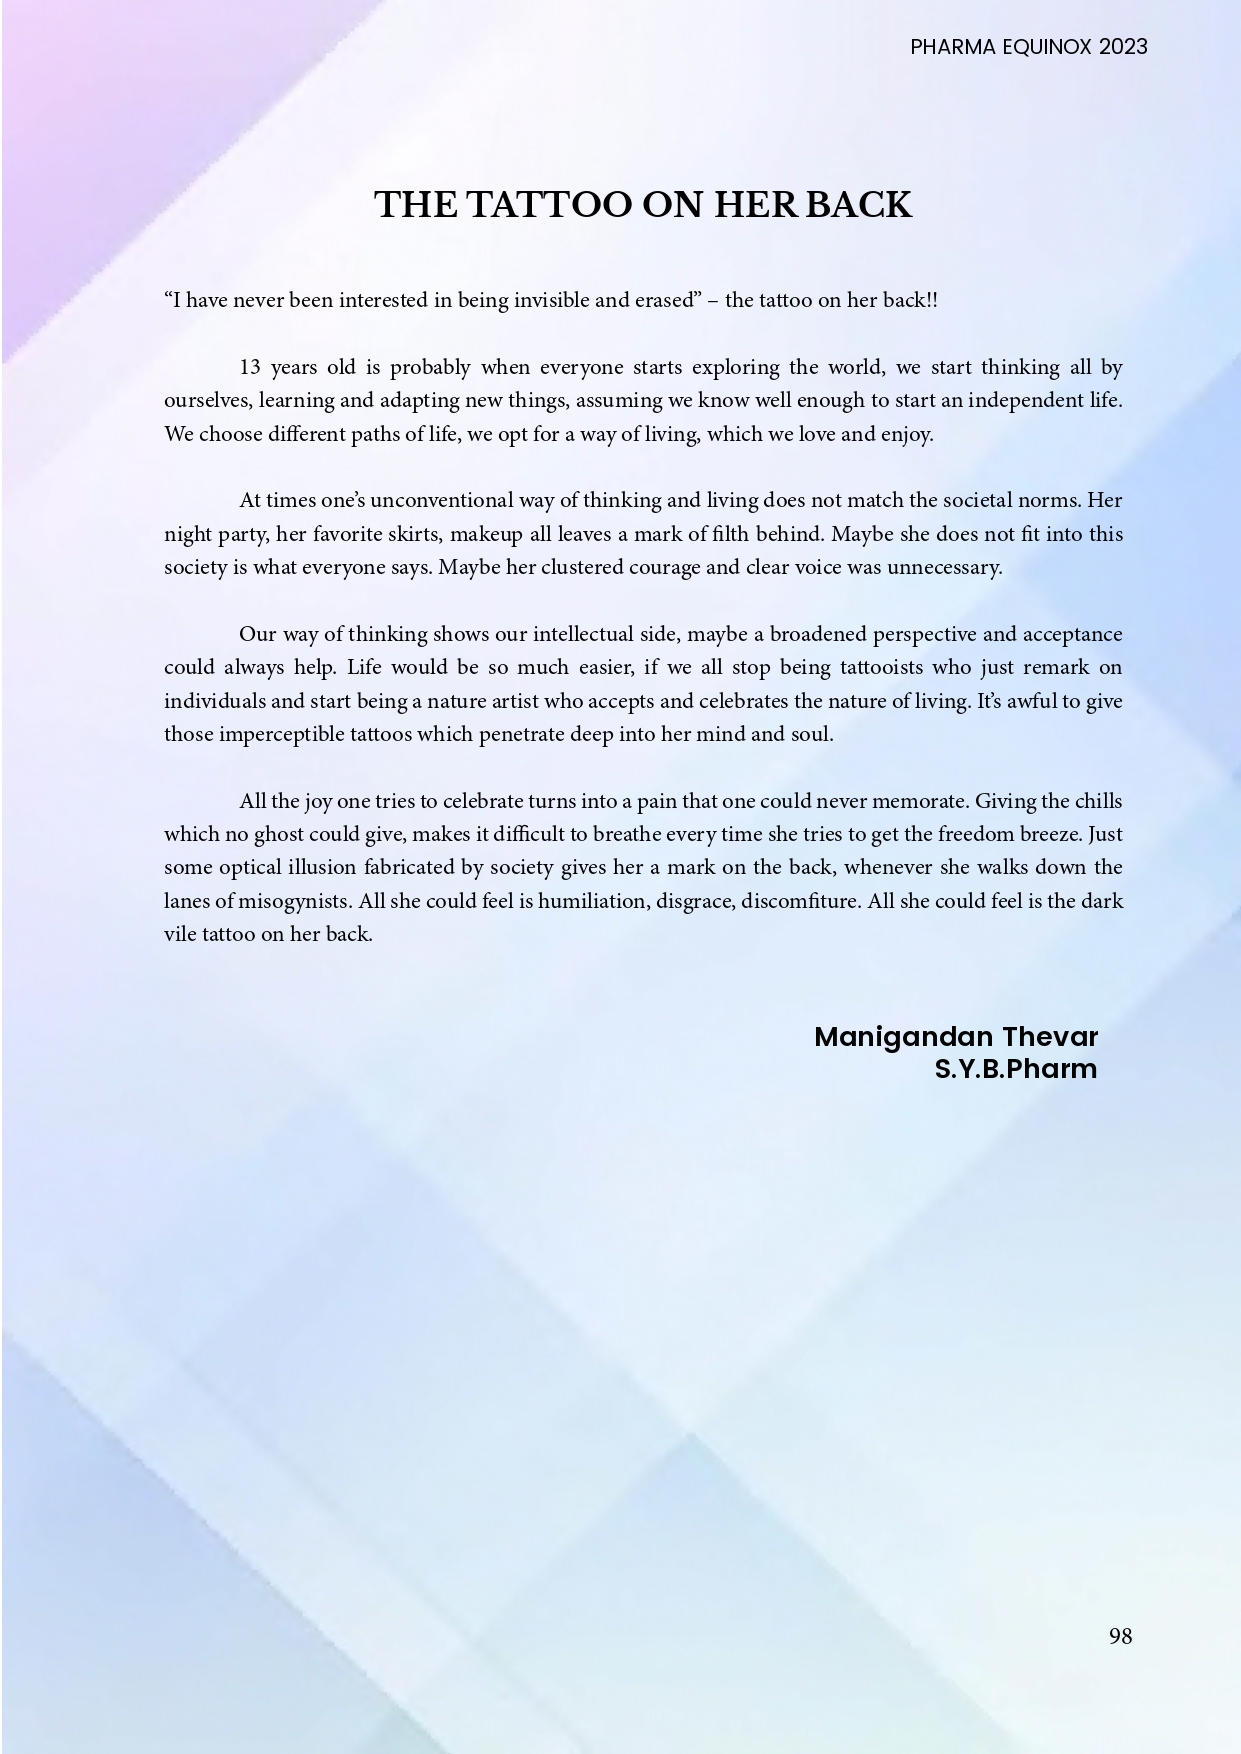 PHARMA EQUINOX 2023
THE TATTOO ON HER BACK
“I have never been interested in being invisible and erased” – the tattoo on her back!!
13 years old is probably when everyone starts exploring the world, we start thinking all by
ourselves, learning and adapting new things, assuming we know well enough to start an independent life.
We choose different paths of life, we opt for a way of living, which we love and enjoy.
At times one’s unconventional way of thinking and living does not match the societal norms. Her
night party, her favorite skirts, makeup all leaves a mark of filth behind. Maybe she does not fit into this
society is what everyone says. Maybe her clustered courage and clear voice was unnecessary.
Our way of thinking shows our intellectual side, maybe a broadened perspective and acceptance
could always help. Life would be so much easier, if we all stop being tattooists who just remark on
individuals and start being a nature artist who accepts and celebrates the nature of living. It’s awful to give
those imperceptible tattoos which penetrate deep into her mind and soul.
All the joy one tries to celebrate turns into a pain that one could never memorate. Giving the chills
which no ghost could give, makes it difficult to breathe every time she tries to get the freedom breeze. Just
some optical illusion fabricated by society gives her a mark on the back, whenever she walks down the
lanes of misogynists. All she could feel is humiliation, disgrace, discomfiture. All she could feel is the dark
vile tattoo on her back.
Manigandan Thevar
S.Y.B.Pharm
98